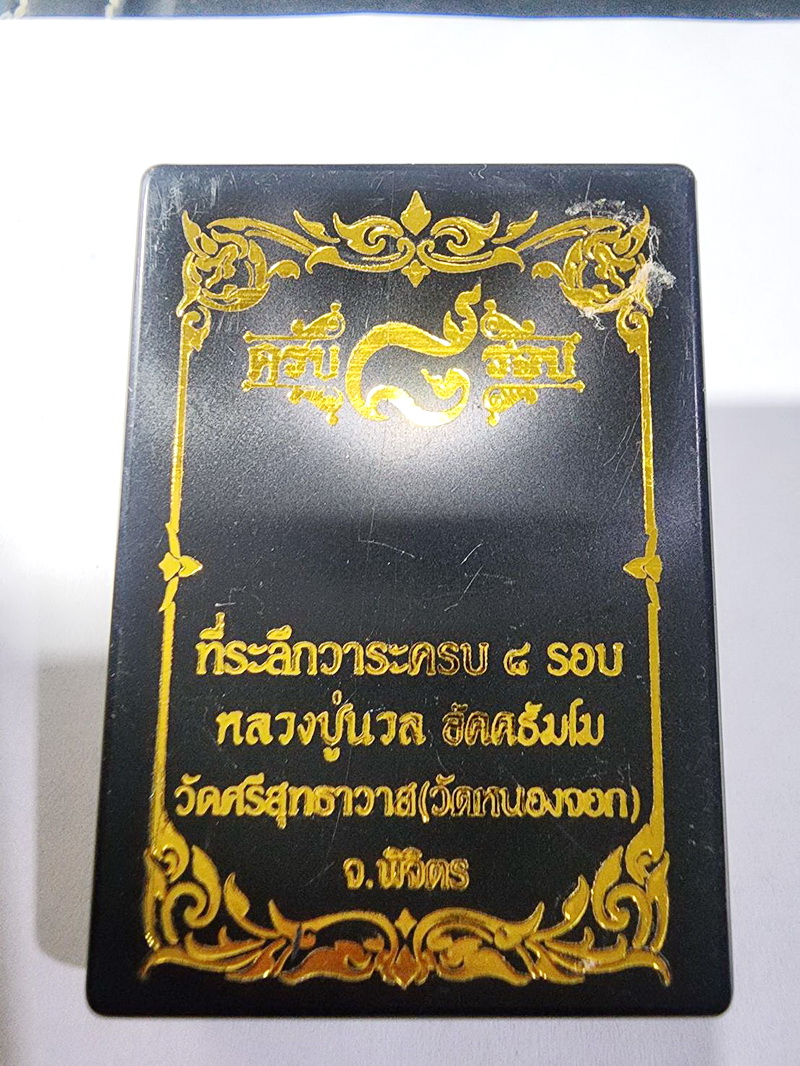 ครบ ๘ รอบ
ที่ระลึกวาระครบ ๘ รอบ
หลวงปู่นวล อัคคธัมโม
วัดศรีสุทธาวาส(วัดหนองจอก)
จ.พิจิตร